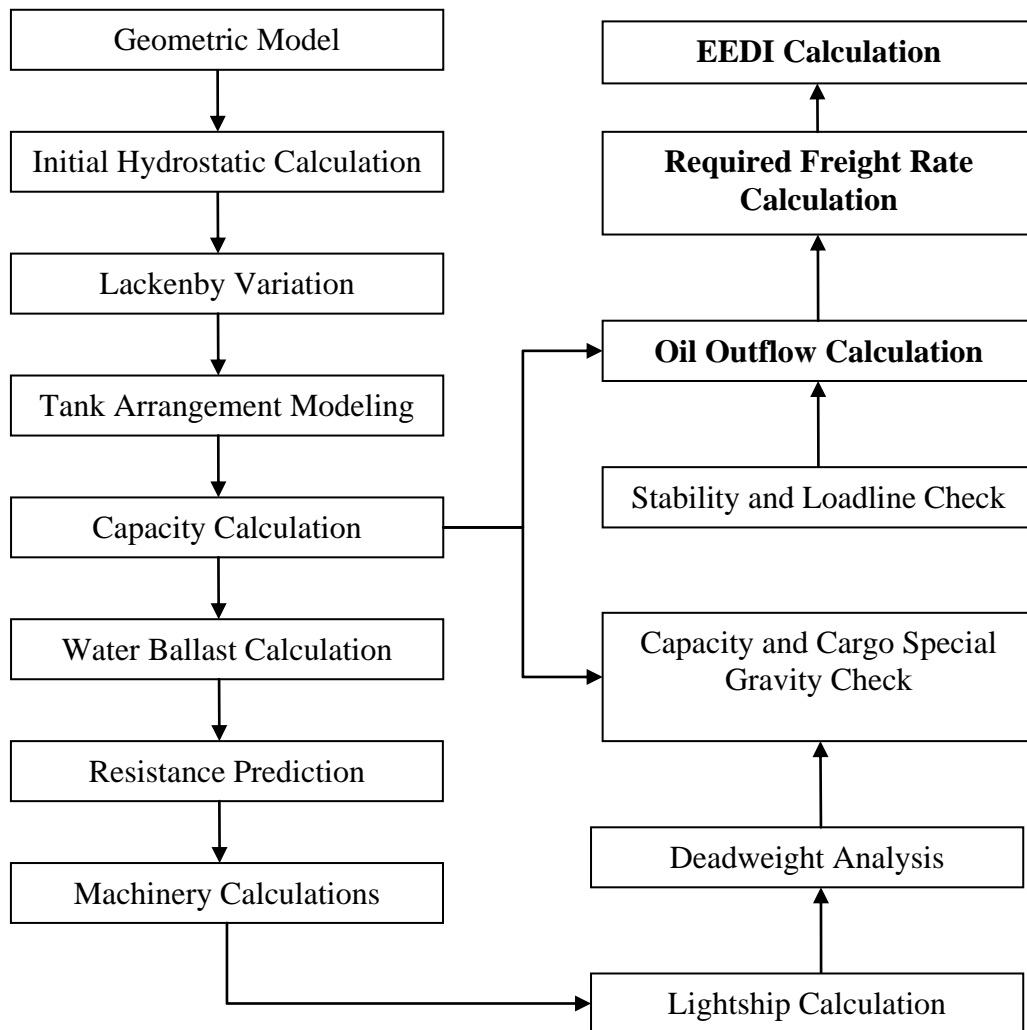 Geometric Model
Initial Hydrostatic Calculation
Lackenby Variation
Tank Arrangement Modeling
Capacity Calculation
Water Ballast Calculation
Resistance Prediction
Machinery Calculations
EEDI Calculation
Required Freight Rate
Calculation
Oil Outflow Calculation
Stability and Loadline Check
Capacity and Cargo Special
Gravity Check
Deadweight Analysis
Lightship Calculation